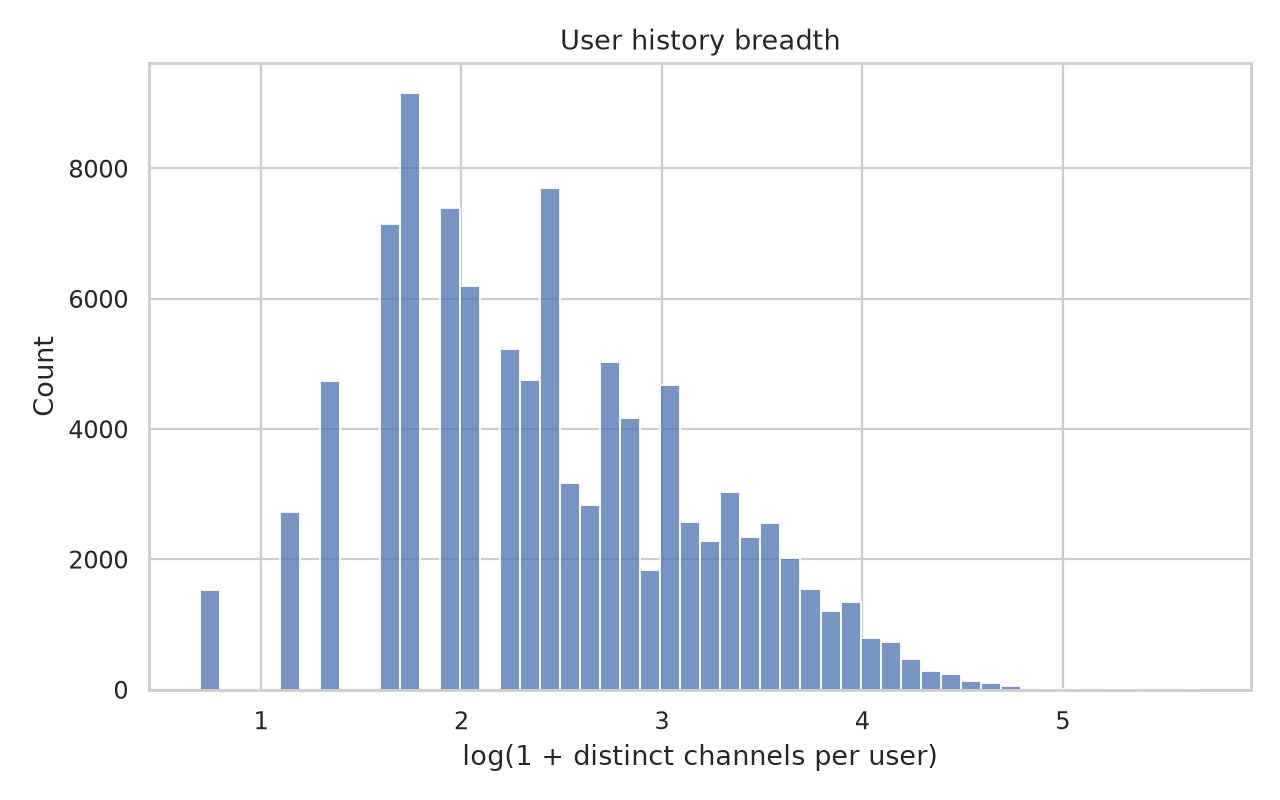 User history breadth
Count
8000
6000
4000
2000
0
1 2 3 4 5
log(1 + distinct channels per user)